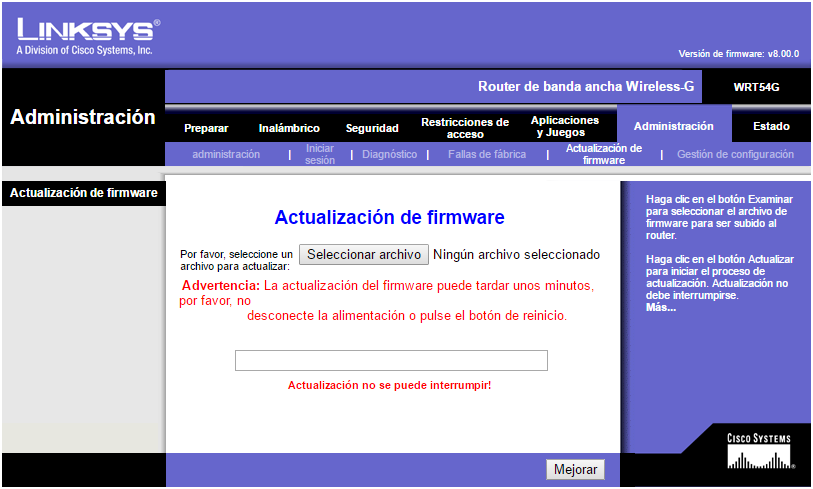 LINKSYS®
A Division of Cisco Systems, Inc.
Versión de firmware: v8.00.0
Router de banda ancha Wireless-G
WRT54G
Administración
Preparar
Inalámbrico
Seguridad
Restricciones de
acceso
Aplicaciones
y Juegos
Administración
Estado
administración
|
Iniciar
sesión
|
Diagnóstico
|
Fallas de fábrica
|
Actualización de
firmware
|
Gestión de configuración
Actualización de firmware
Actualización de firmware
Por favor, seleccione un
archivo para actualizar:
Seleccionar archivo
Ningún archivo seleccionado
Advertencia: La actualización del firmware puede tardar unos minutos,
por favor, no
desconecte la alimentación o pulse el botón de reinicio.
Actualización no se puede interrumpir!
Haga clic en el botón Examinar
para seleccionar el archivo de
firmware para ser subido al
router.
Haga clic en el botón Actualizar
para iniciar el proceso de
actualización. Actualización no
debe interrumpirse.
Más...
CISCO SYSTEMS
®
Mejorar